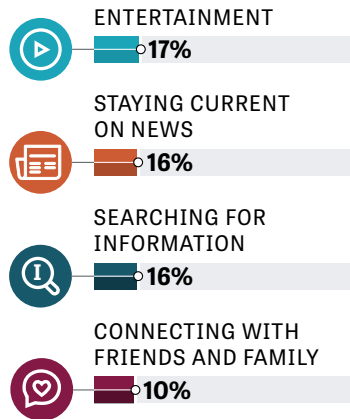 ENTERTAINMENT
17%
STAYING CURRENT
ON NEWS
16%
SEARCHING FOR
INFORMATION
I
16%
CONNECTING WITH
FRIENDS AND FAMILY
10%